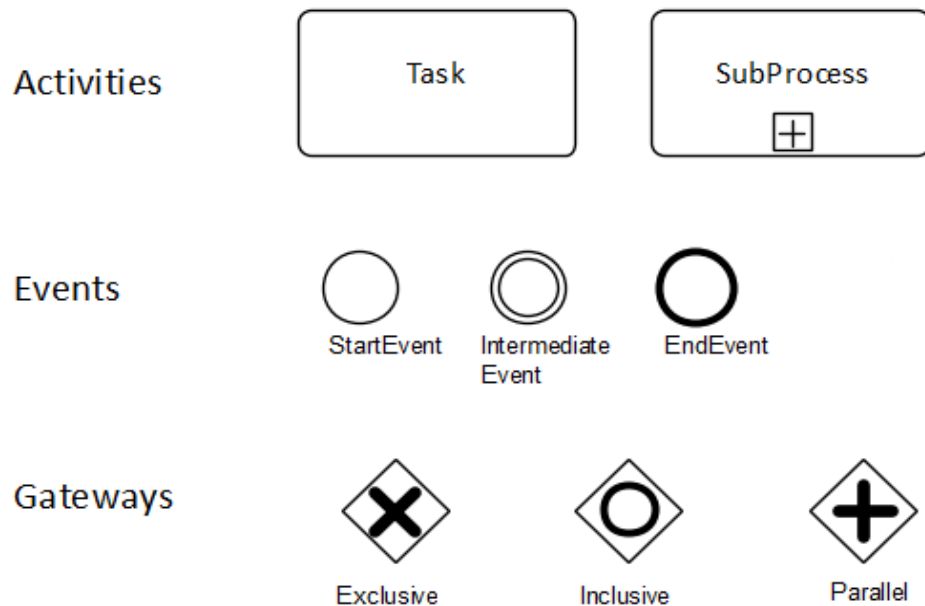 Activities
Task
SubProcess
Events
StartEvent
Intermediate
Event
EndEvent
Gateways
Exclusive
Inclusive
Parallel